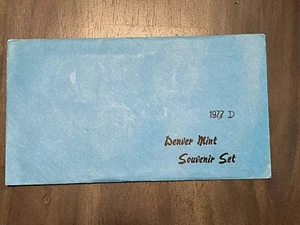 1977 D
Denver Mint
Souvenir Set